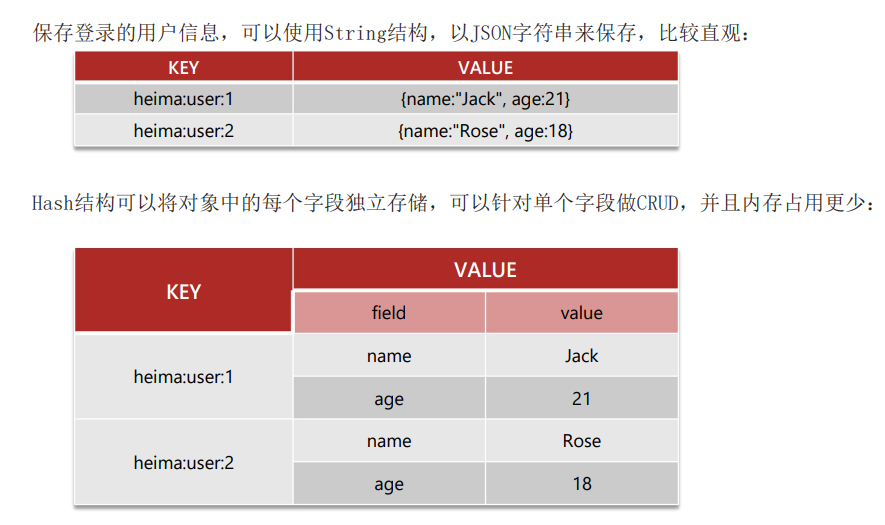 保存登录的用户信息，可以使用String结构，以JSON字符串来保存，比较直观：
KEY VALUE
heima:user:1 {name:"Jack", age:21}
heima:user:2 {name:"Rose", age:18}
Hash结构可以将对象中的每个字段独立存储，可以针对单个字段做CRUD，并且内存占用更少：
KEY VALUE
field value
heima:user:1 name Jack
age 21
heima:user:2 name Rose
age 18